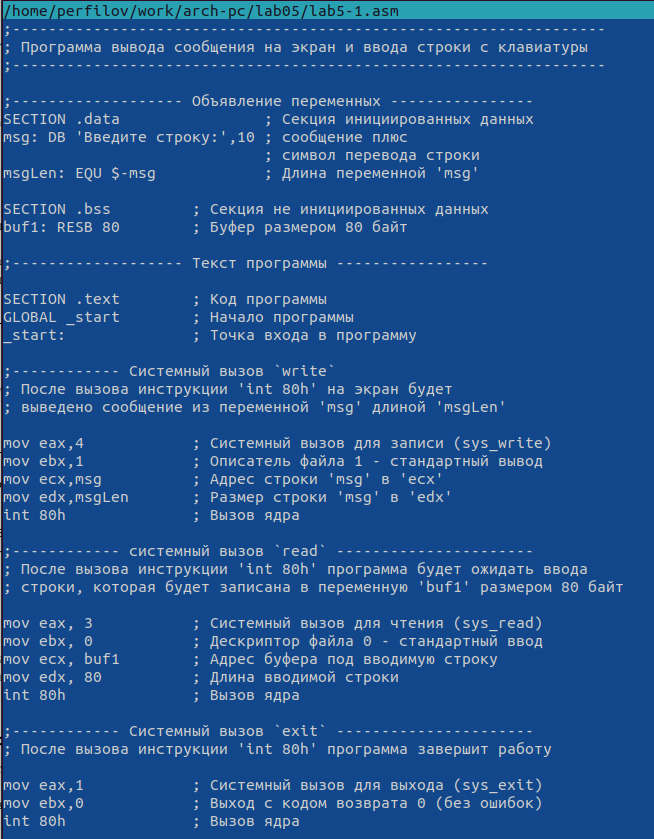 /home/perfilov/work/arch-pc/lab05/lab5-1.asm
;------------------------------------------------------------------
; Программа вывода сообщения на экран и ввода строки с клавиатуры
;------------------------------------------------------------------

;------------------- Объявление переменных ----------------
SECTION .data                ; Секция инициированных данных
msg: DB 'Введите строку:',10 ; сообщение плюс
                             ; символ перевода строки
msgLen: EQU $-msg            ; Длина переменной 'msg'

SECTION .bss         ; Секция не инициированных данных
buf1: RESB 80        ; Буфер размером 80 байт

;------------------- Текст программы -----------------

SECTION .text        ; Код программы
GLOBAL _start        ; Начало программы
_start:              ; Точка входа в программу

;------------ Системный вызов `write`
; После вызова инструкции 'int 80h' на экран будет
; выведено сообщение из переменной 'msg' длиной 'msgLen'

mov eax,4            ; Системный вызов для записи (sys_write)
mov ebx,1            ; Описатель файла 1 - стандартный вывод
mov ecx,msg          ; Адрес строки 'msg' в 'ecx'
mov edx,msgLen       ; Размер строки 'msg' в 'edx'
int 80h              ; Вызов ядра

;------------ системный вызов `read` ----------------------
; После вызова инструкции 'int 80h' программа будет ожидать ввода
; строки, которая будет записана в переменную 'buf1' размером 80 байт

mov eax, 3           ; Системный вызов для чтения (sys_read)
mov ebx, 0           ; Дескриптор файла 0 - стандартный ввод
mov ecx, buf1        ; Адрес буфера под вводимую строку
mov edx, 80          ; Длина вводимой строки
int 80h              ; Вызов ядра

;------------ Системный вызов `exit` ----------------------
; После вызова инструкции 'int 80h' программа завершит работу

mov eax,1            ; Системный вызов для выхода (sys_exit)
mov ebx,0            ; Выход с кодом возврата 0 (без ошибок)
int 80h              ; Вызов ядра